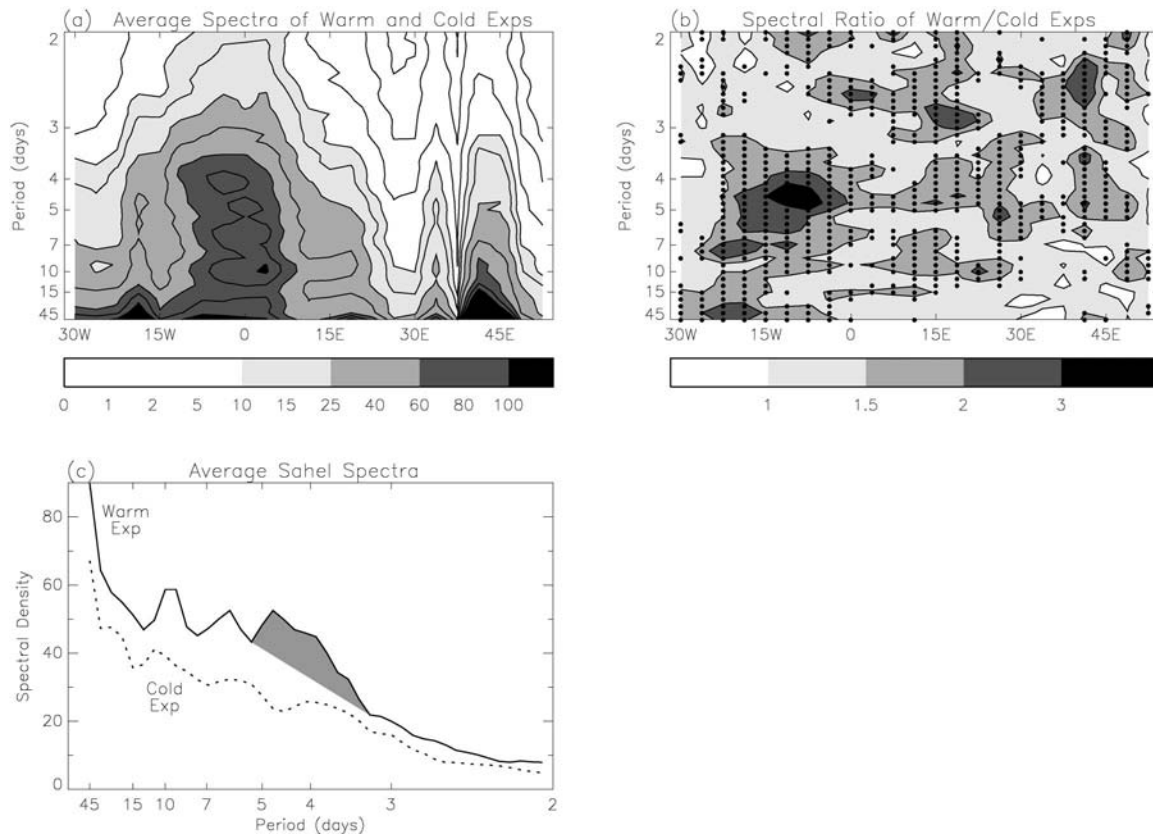 (a) Average Spectra of Warm and Cold Exps
Period (days)
2
3
4
5
7
10
15
45
30W 15W 0 15E 30E 45E
0 1 2 5 10 15 25 40 60 80 100
(b) Spectral Ratio of Warm/Cold Exps
Period (days)
2
3
4
5
7
10
15
45
30W 15W 0 15E 30E 45E
1 1.5 2 3
(c) Average Sahel Spectra
Spectral Density
80
60
40
20
0
Warm
Exp
Cold
Exp
45 15 10 7 5 4 3 2
Period (days)